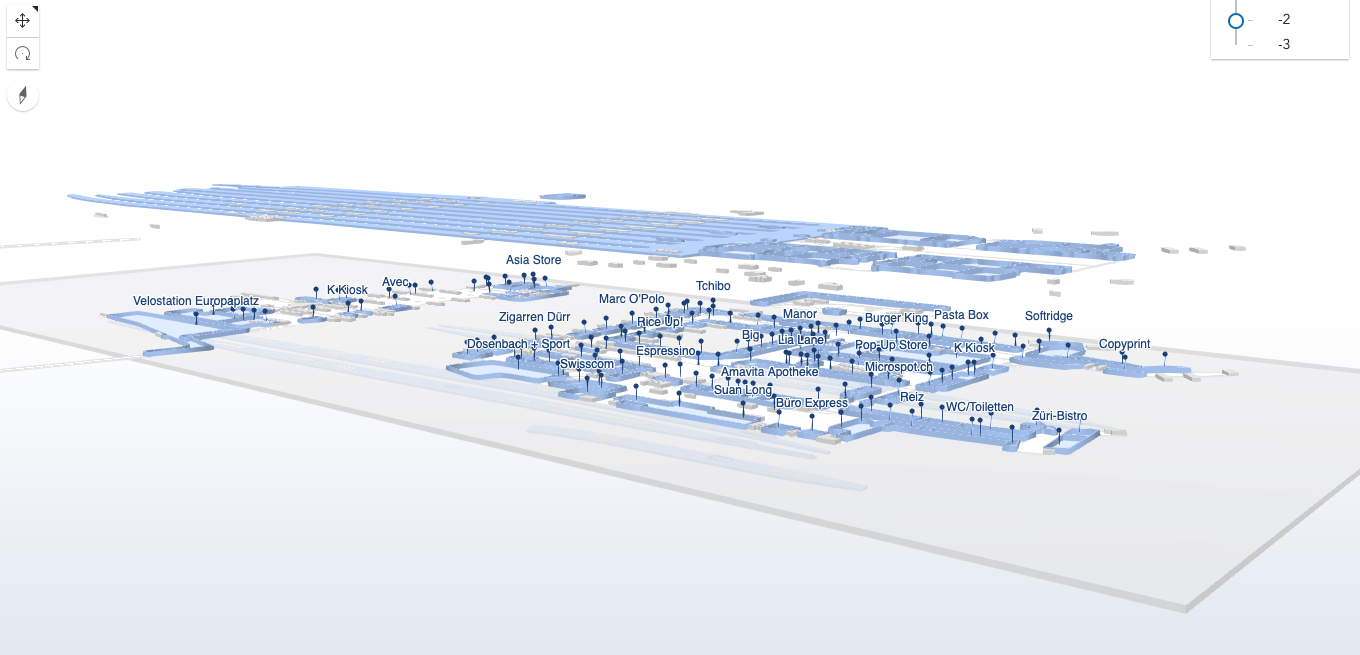 -2
-3
Asia Store
Avec
K Kiosk
Tchibo
Velostation Europaplatz
Marc O'Polo
Zigarren Dürr
Rice Up!
Manor
Burger King
Pasta Box
Softridge
Big
Lia Lanel
Dosenbach + Sport
Espressino
Pop-Up Store
K Kiosk
Copyprint
Swisscom
Amavita Apotheke
Microspot.ch
Suan Long
Büro Express
Reiz
WC/Toiletten
Züri-Bistro